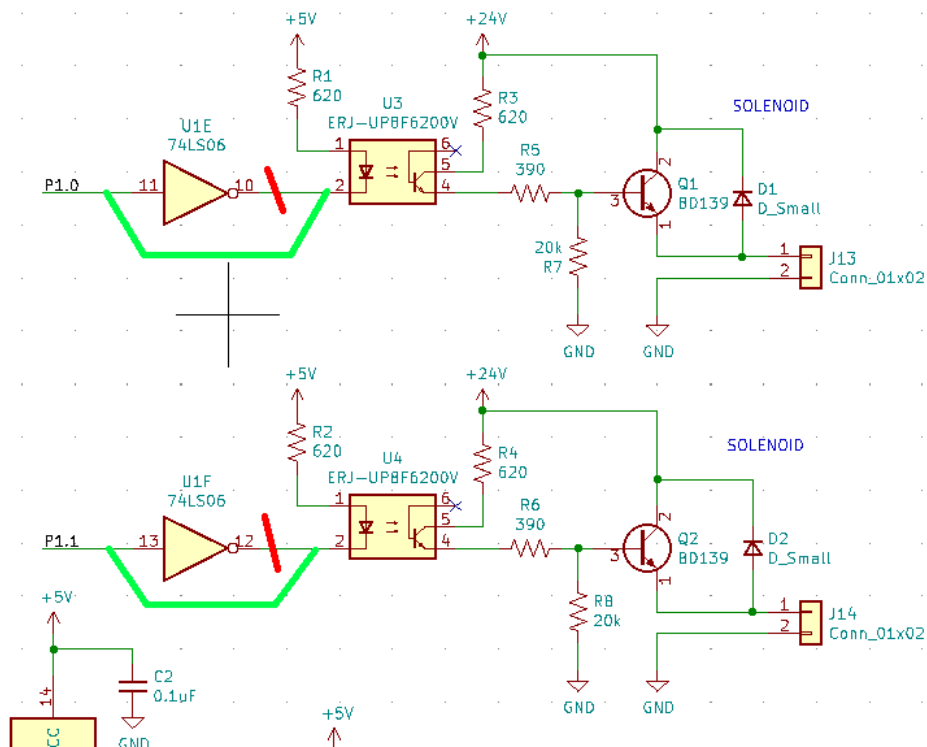 +5V
+24V
R1
620
R3
620
U3
ERJ-UP8F6200V
SOLENOID
U1E
74LS06
1
6
5
R5
390
2
P1.0
11
10
2
4
3
Q1
BD139
D1
D_Small
1
20k
R7
1
2
J13
Conn_01x02
GND
GND
+5V
+24V
R2
620
R4
620
U4
ERJ-UP8F6200V
SOLENOID
U1F
74LS06
1
6
5
R6
390
2
P1.1
13
12
2
4
3
Q2
BD139
D2
D_Small
1
R8
20k
1
2
J14
Conn_01x02
+5V
C2
0.1uF
14
GND
GND
GND
+5V
CC